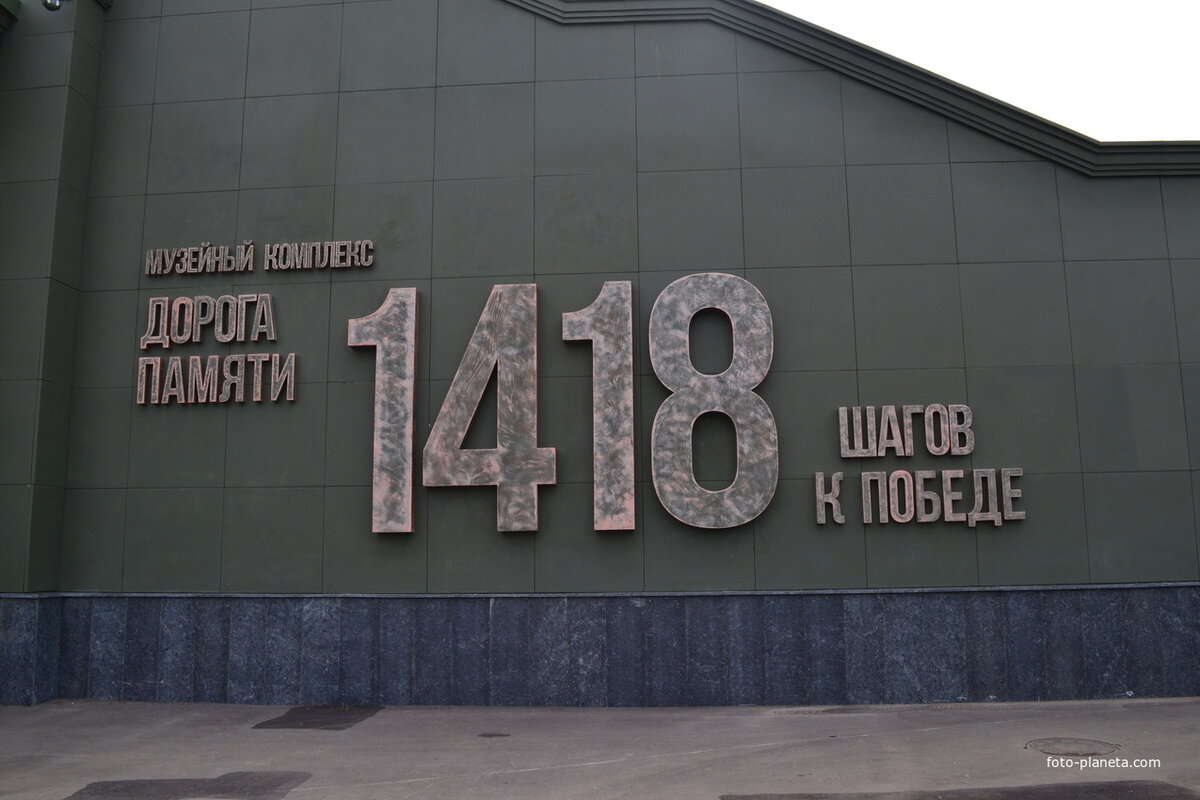 МУЗЕЙНЫЙ КОМПЛЕКС
ДОРОГА
ПАМЯТИ
1418
ШАГОВ
К ПОБЕДЕ
foto-planeta.com